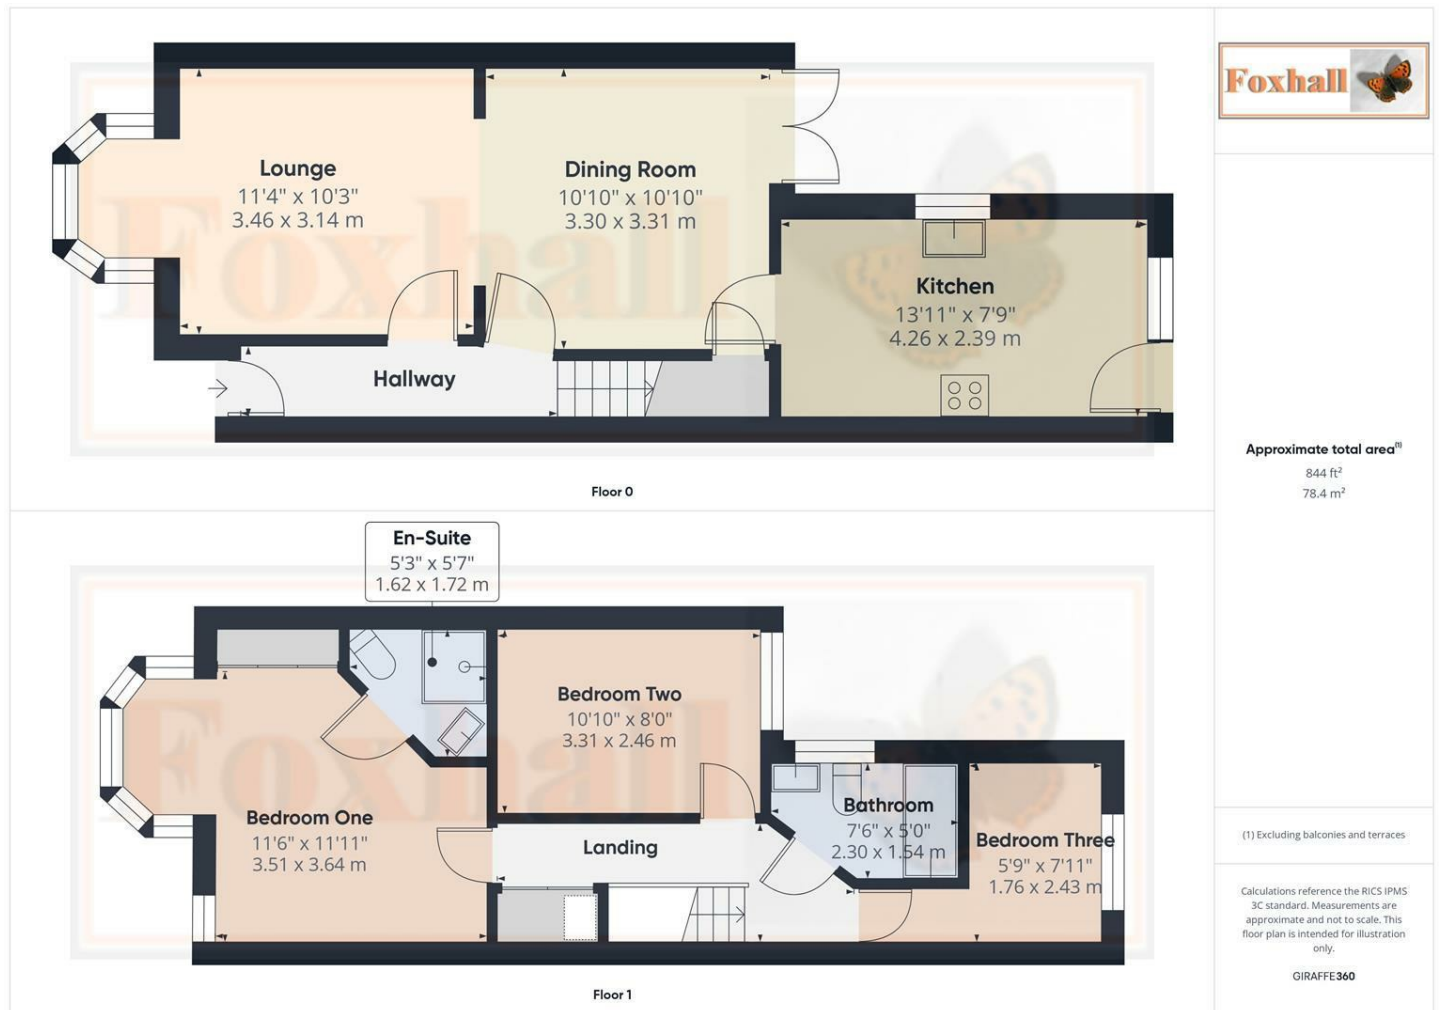 Foxhall
Lounge
11'4" x 10'3"
3.46 x 3.14 m
Dining Room
10'10" x 10'10"
3.30 x 3.31 m
Kitchen
13'11" x 7'9"
4.26 x 2.39 m
Hallway
Foxhall
Floor 0
Approximate total area(1)
844 ft²
78.4 m²
En-Suite
5'3" x 5'7"
1.62 x 1.72 m
Bedroom Two
10'10" x 8'0"
3.31 x 2.46 m
Bedroom One
11'6" x 11'11"
3.51 x 3.64 m
Landing
Bathroom
7'6" x 5'0"
2.30 x 1.54 m
Bedroom Three
5'9" x 7'11"
1.76 x 2.43 m
Foxhall
Floor 1
(1) Excluding balconies and terraces
Calculations reference the RICS IPMS
3C standard. Measurements are
approximate and not to scale. This
floor plan is intended for illustration
only.
GIRAFFE360